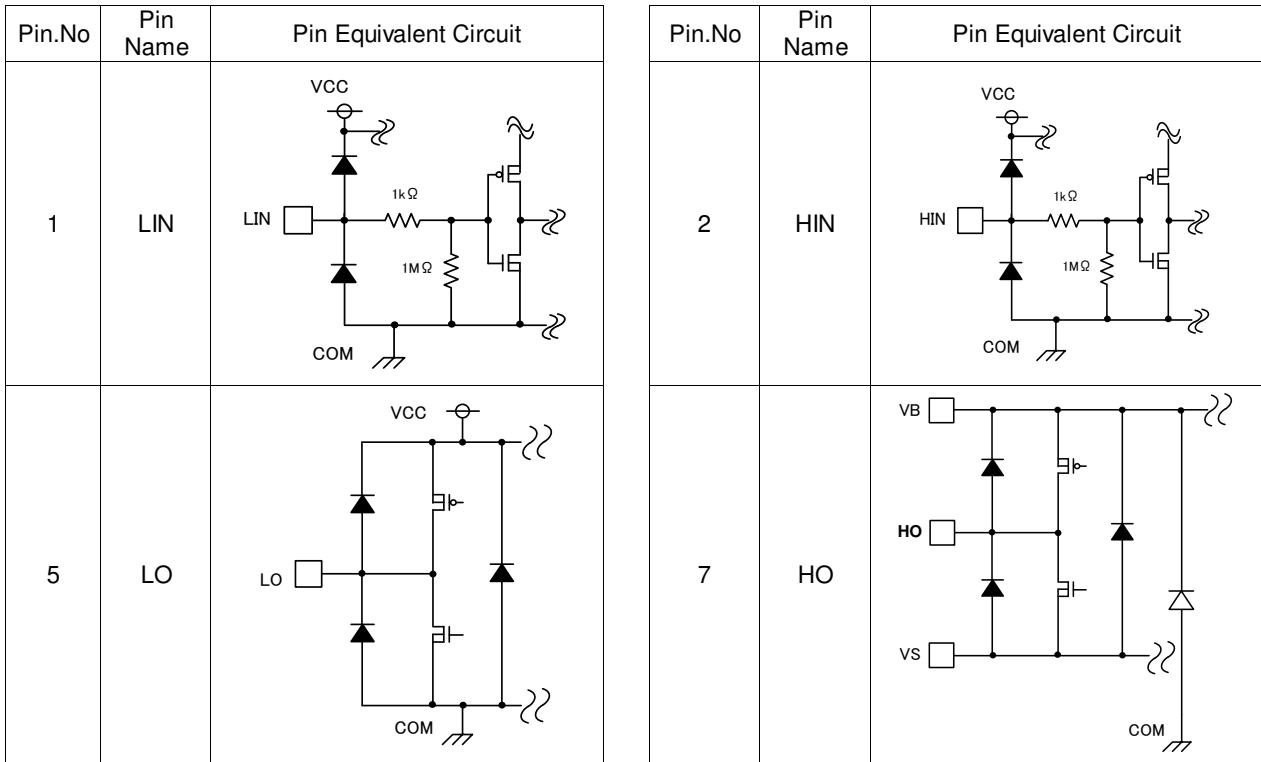 Pin.No
Pin
Name
Pin Equivalent Circuit
1
LIN
VCC
LIN
1kΩ
1MΩ
COM
5
LO
VCC
LO
COM
Pin.No
Pin
Name
Pin Equivalent Circuit
2
HIN
VCC
HIN
1kΩ
1MΩ
COM
7
HO
VB
HO
VS
COM